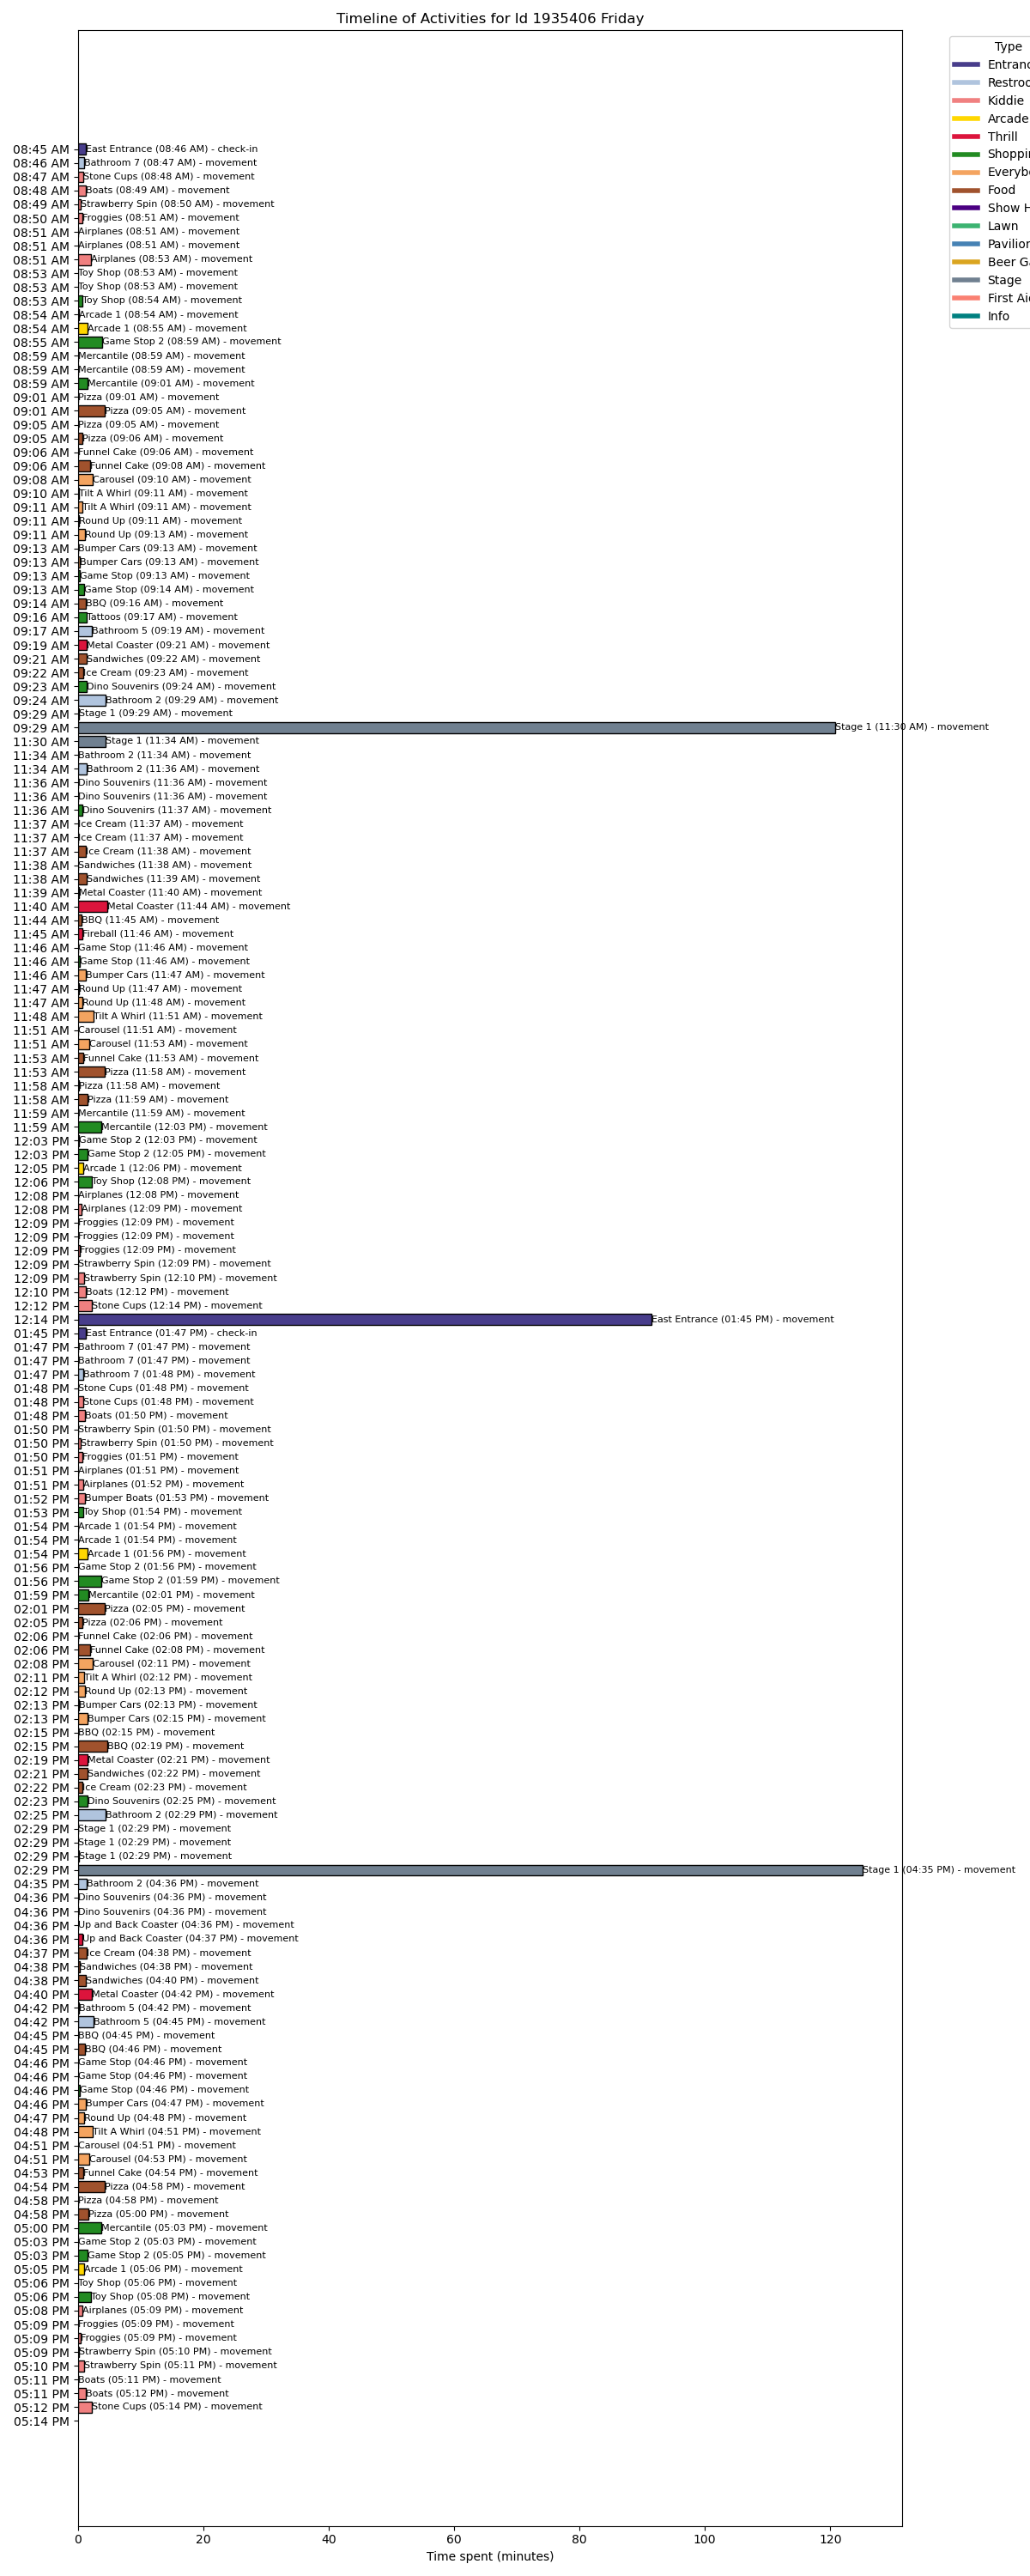 Timeline of Activities for Id 1935406 Friday
Type
Entranc
Restroo
Kiddie
Arcade
Thrill
Shoppin
Everybo
Food
Show H
Lawn
Pavilion
Beer Ga
Stage
First Aid
Info
08:45 AM East Entrance (08:46 AM) - check-in
08:46 AM Bathroom 7 (08:47 AM) - movement
08:47 AM Stone Cups (08:48 AM) - movement
08:48 AM Boats (08:49 AM) - movement
08:49 AM Strawberry Spin (08:50 AM) - movement
08:50 AM Froggies (08:51 AM) - movement
08:51 AM Airplanes (08:51 AM) - movement
08:51 AM Airplanes (08:51 AM) - movement
08:51 AM Airplanes (08:53 AM) - movement
08:53 AM Toy Shop (08:53 AM) - movement
08:53 AM Toy Shop (08:53 AM) - movement
08:53 AM Toy Shop (08:54 AM) - movement
08:54 AM Arcade 1 (08:54 AM) - movement
08:54 AM Arcade 1 (08:55 AM) - movement
08:55 AM Game Stop 2 (08:59 AM) - movement
08:59 AM Mercantile (08:59 AM) - movement
08:59 AM Mercantile (08:59 AM) - movement
08:59 AM Mercantile (09:01 AM) - movement
09:01 AM Pizza (09:01 AM) - movement
09:01 AM Pizza (09:05 AM) - movement
09:05 AM Pizza (09:05 AM) - movement
09:05 AM Pizza (09:06 AM) - movement
09:06 AM Funnel Cake (09:06 AM) - movement
09:06 AM Funnel Cake (09:08 AM) - movement
09:08 AM Carousel (09:10 AM) - movement
09:10 AM Tilt A Whirl (09:11 AM) - movement
09:11 AM Tilt A Whirl (09:11 AM) - movement
09:11 AM Round Up (09:11 AM) - movement
09:11 AM Round Up (09:13 AM) - movement
09:13 AM Bumper Cars (09:13 AM) - movement
09:13 AM Bumper Cars (09:13 AM) - movement
09:13 AM Game Stop (09:13 AM) - movement
09:13 AM Game Stop (09:14 AM) - movement
09:14 AM BBQ (09:16 AM) - movement
09:16 AM Tattoos (09:17 AM) - movement
09:17 AM Bathroom 5 (09:19 AM) - movement
09:19 AM Metal Coaster (09:21 AM) - movement
09:21 AM Sandwiches (09:22 AM) - movement
09:22 AM Ice Cream (09:23 AM) - movement
09:23 AM Dino Souvenirs (09:24 AM) - movement
09:24 AM Bathroom 2 (09:29 AM) - movement
09:29 AM Stage 1 (09:29 AM) - movement
09:29 AM Stage 1 (11:30 AM) - movement
11:30 AM Stage 1 (11:34 AM) - movement
11:34 AM Bathroom 2 (11:34 AM) - movement
11:34 AM Bathroom 2 (11:36 AM) - movement
11:36 AM Dino Souvenirs (11:36 AM) - movement
11:36 AM Dino Souvenirs (11:36 AM) - movement
11:36 AM Dino Souvenirs (11:37 AM) - movement
11:37 AM Ice Cream (11:37 AM) - movement
11:37 AM Ice Cream (11:37 AM) - movement
11:37 AM Ice Cream (11:38 AM) - movement
11:38 AM Sandwiches (11:38 AM) - movement
11:38 AM Sandwiches (11:39 AM) - movement
11:39 AM Metal Coaster (11:40 AM) - movement
11:40 AM Metal Coaster (11:44 AM) - movement
11:44 AM BBQ (11:45 AM) - movement
11:45 AM Fireball (11:46 AM) - movement
11:46 AM Game Stop (11:46 AM) - movement
11:46 AM Game Stop (11:46 AM) - movement
11:46 AM Bumper Cars (11:47 AM) - movement
11:47 AM Round Up (11:47 AM) - movement
11:47 AM Round Up (11:48 AM) - movement
11:48 AM Tilt A Whirl (11:51 AM) - movement
11:51 AM Carousel (11:51 AM) - movement
11:51 AM Carousel (11:53 AM) - movement
11:53 AM Funnel Cake (11:53 AM) - movement
11:53 AM Pizza (11:58 AM) - movement
11:58 AM Pizza (11:58 AM) - movement
11:58 AM Pizza (11:59 AM) - movement
11:59 AM Mercantile (11:59 AM) - movement
11:59 AM Mercantile (12:03 PM) - movement
12:03 PM Game Stop 2 (12:03 PM) - movement
12:03 PM Game Stop 2 (12:05 PM) - movement
12:05 PM Arcade 1 (12:06 PM) - movement
12:06 PM Toy Shop (12:08 PM) - movement
12:08 PM Airplanes (12:08 PM) - movement
12:08 PM Airplanes (12:09 PM) - movement
12:09 PM Froggies (12:09 PM) - movement
12:09 PM Froggies (12:09 PM) - movement
12:09 PM Froggies (12:09 PM) - movement
12:09 PM Strawberry Spin (12:09 PM) - movement
12:09 PM Strawberry Spin (12:10 PM) - movement
12:10 PM Boats (12:12 PM) - movement
12:12 PM Stone Cups (12:14 PM) - movement
12:14 PM East Entrance (01:45 PM) - movement
01:45 PM East Entrance (01:47 PM) - check-in
01:47 PM Bathroom 7 (01:47 PM) - movement
01:47 PM Bathroom 7 (01:47 PM) - movement
01:47 PM Bathroom 7 (01:48 PM) - movement
01:48 PM Stone Cups (01:48 PM) - movement
01:48 PM Stone Cups (01:48 PM) - movement
01:48 PM Boats (01:50 PM) - movement
01:50 PM Strawberry Spin (01:50 PM) - movement
01:50 PM Strawberry Spin (01:50 PM) - movement
01:50 PM Froggies (01:51 PM) - movement
01:51 PM Airplanes (01:51 PM) - movement
01:51 PM Airplanes (01:52 PM) - movement
01:52 PM Bumper Boats (01:53 PM) - movement
01:53 PM Toy Shop (01:54 PM) - movement
01:54 PM Arcade 1 (01:54 PM) - movement
01:54 PM Arcade 1 (01:54 PM) - movement
01:54 PM Arcade 1 (01:56 PM) - movement
01:56 PM Game Stop 2 (01:56 PM) - movement
01:56 PM Game Stop 2 (01:59 PM) - movement
01:59 PM Mercantile (02:01 PM) - movement
02:01 PM Pizza (02:05 PM) - movement
02:05 PM Pizza (02:06 PM) - movement
02:06 PM Funnel Cake (02:06 PM) - movement
02:06 PM Funnel Cake (02:08 PM) - movement
02:08 PM Carousel (02:11 PM) - movement
02:11 PM Tilt A Whirl (02:12 PM) - movement
02:12 PM Round Up (02:13 PM) - movement
02:13 PM Bumper Cars (02:13 PM) - movement
02:13 PM Bumper Cars (02:15 PM) - movement
02:15 PM BBQ (02:15 PM) - movement
02:15 PM BBQ (02:19 PM) - movement
02:19 PM Metal Coaster (02:21 PM) - movement
02:21 PM Sandwiches (02:22 PM) - movement
02:22 PM Ice Cream (02:23 PM) - movement
02:23 PM Dino Souvenirs (02:25 PM) - movement
02:25 PM Bathroom 2 (02:29 PM) - movement
02:29 PM Stage 1 (02:29 PM) - movement
02:29 PM Stage 1 (02:29 PM) - movement
02:29 PM Stage 1 (02:29 PM) - movement
02:29 PM Stage 1 (04:35 PM) - movement
04:35 PM Bathroom 2 (04:36 PM) - movement
04:36 PM Dino Souvenirs (04:36 PM) - movement
04:36 PM Dino Souvenirs (04:36 PM) - movement
04:36 PM Up and Back Coaster (04:36 PM) - movement
04:36 PM Up and Back Coaster (04:37 PM) - movement
04:37 PM Ice Cream (04:38 PM) - movement
04:38 PM Sandwiches (04:38 PM) - movement
04:38 PM Sandwiches (04:40 PM) - movement
04:40 PM Metal Coaster (04:42 PM) - movement
04:42 PM Bathroom 5 (04:42 PM) - movement
04:42 PM Bathroom 5 (04:45 PM) - movement
04:45 PM BBQ (04:45 PM) - movement
04:45 PM BBQ (04:46 PM) - movement
04:46 PM Game Stop (04:46 PM) - movement
04:46 PM Game Stop (04:46 PM) - movement
04:46 PM Game Stop (04:46 PM) - movement
04:46 PM Bumper Cars (04:47 PM) - movement
04:47 PM Round Up (04:48 PM) - movement
04:48 PM Tilt A Whirl (04:51 PM) - movement
04:51 PM Carousel (04:51 PM) - movement
04:51 PM Carousel (04:53 PM) - movement
04:53 PM Funnel Cake (04:54 PM) - movement
04:54 PM Pizza (04:58 PM) - movement
04:58 PM Pizza (04:58 PM) - movement
04:58 PM Pizza (05:00 PM) - movement
05:00 PM Mercantile (05:03 PM) - movement
05:03 PM Game Stop 2 (05:03 PM) - movement
05:03 PM Game Stop 2 (05:05 PM) - movement
05:05 PM Arcade 1 (05:06 PM) - movement
05:06 PM Toy Shop (05:06 PM) - movement
05:06 PM Toy Shop (05:08 PM) - movement
05:08 PM Airplanes (05:09 PM) - movement
05:09 PM Froggies (05:09 PM) - movement
05:09 PM Froggies (05:09 PM) - movement
05:09 PM Strawberry Spin (05:10 PM) - movement
05:10 PM Strawberry Spin (05:11 PM) - movement
05:11 PM Boats (05:11 PM) - movement
05:11 PM Boats (05:12 PM) - movement
05:12 PM Stone Cups (05:14 PM) - movement
05:14 PM
0 20 40 60 80 100 120
Time spent (minutes)